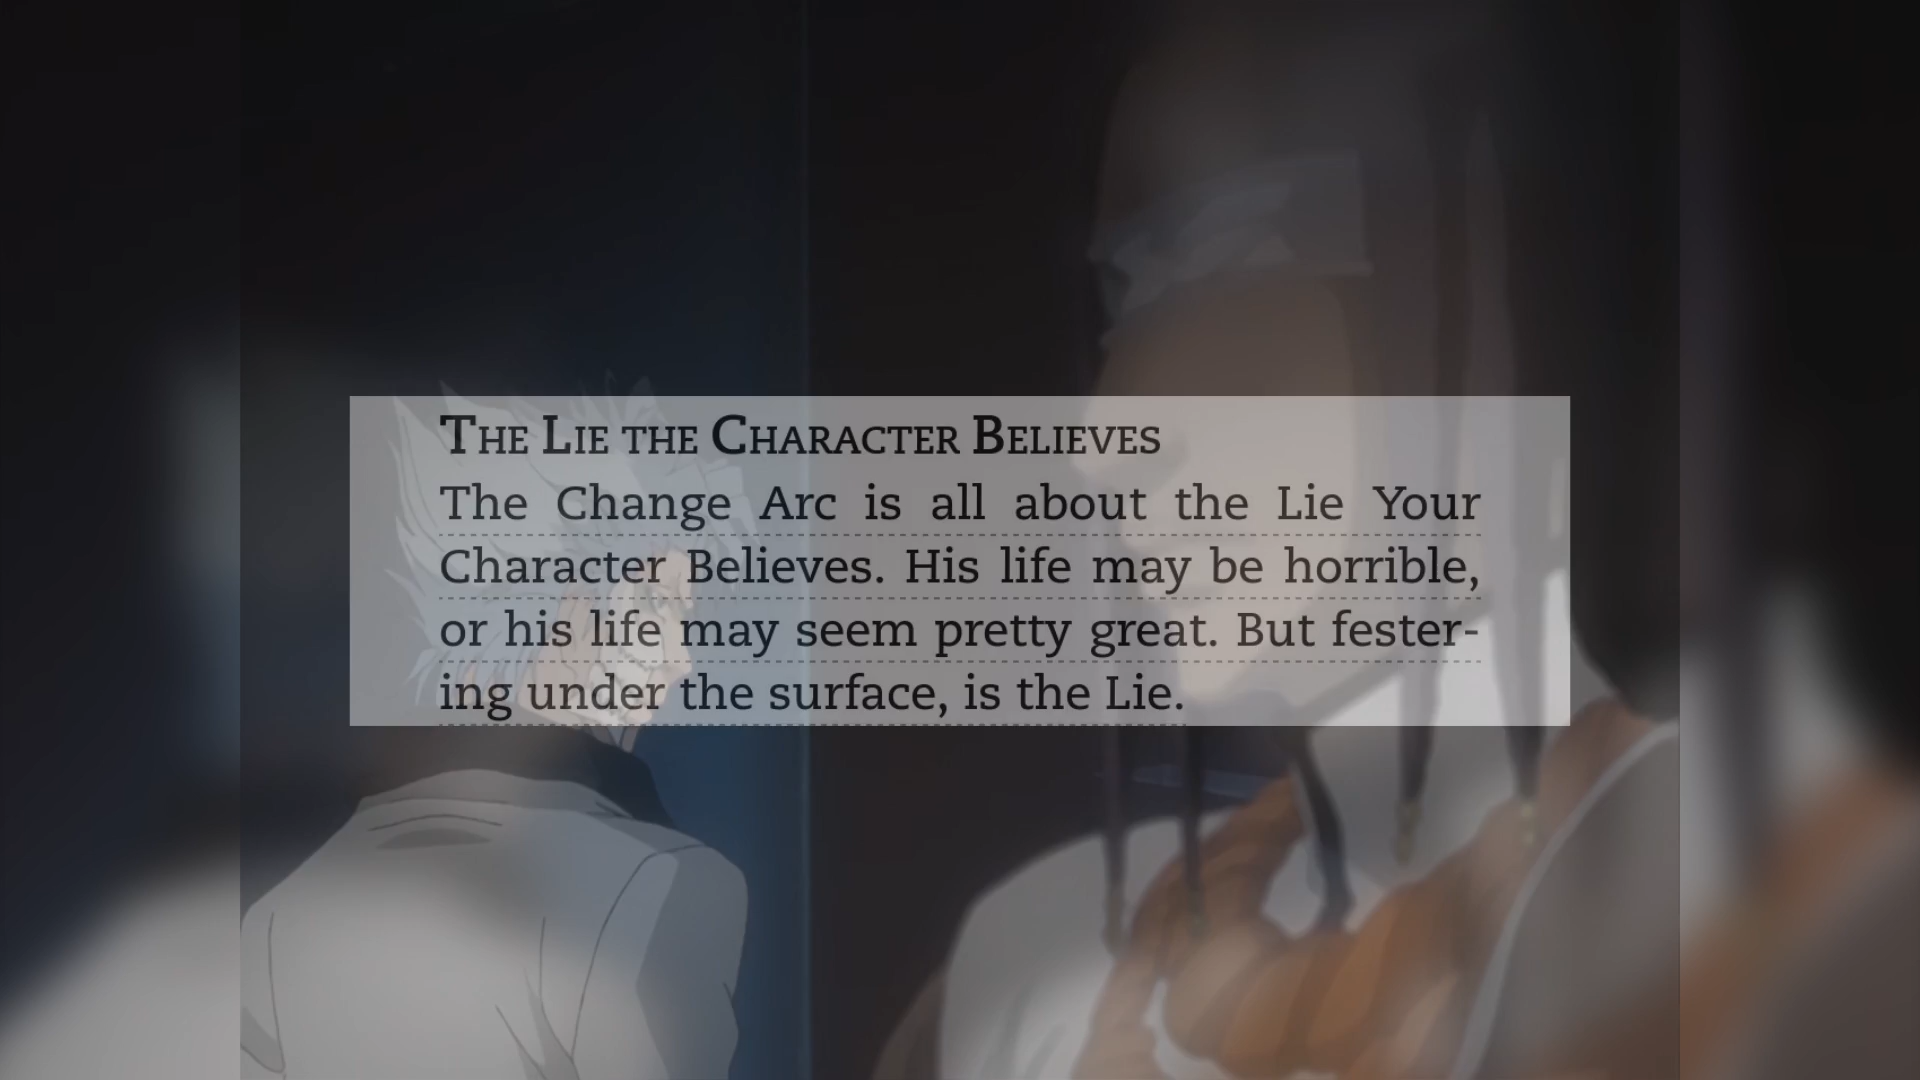 The Lie the Character Believes
The Change Arc is all about the Lie Your
Character Believes. His life may be horrible,
or his life may seem pretty great. But fester-
ing under the surface, is the Lie.